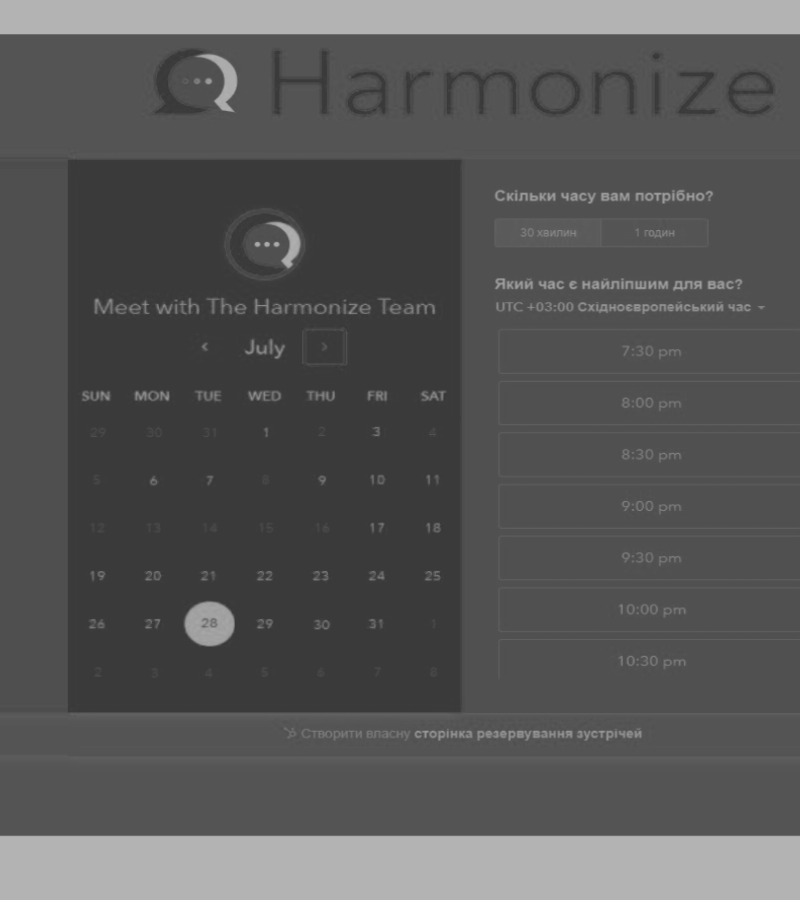 Harmonize
Meet with The Harmonize Team
July
SUN MON TUE WED THU FRI SAT
29 30 31 1 2 3 4
5 6 7 8 9 10 11
12 13 14 15 16 17 18
19 20 21 22 23 24 25
26 27 28 29 30 31 1
2 3 4 5 6 7 8
Скільки часу вам потрібно?
30 хвилин 1 годин
Який час є найліпшим для вас?
UTC +03:00 Східноєвропейський час
7:30 pm
8:00 pm
8:30 pm
9:00 pm
9:30 pm
10:00 pm
10:30 pm
Створити власну сторінка резервування зустрічей